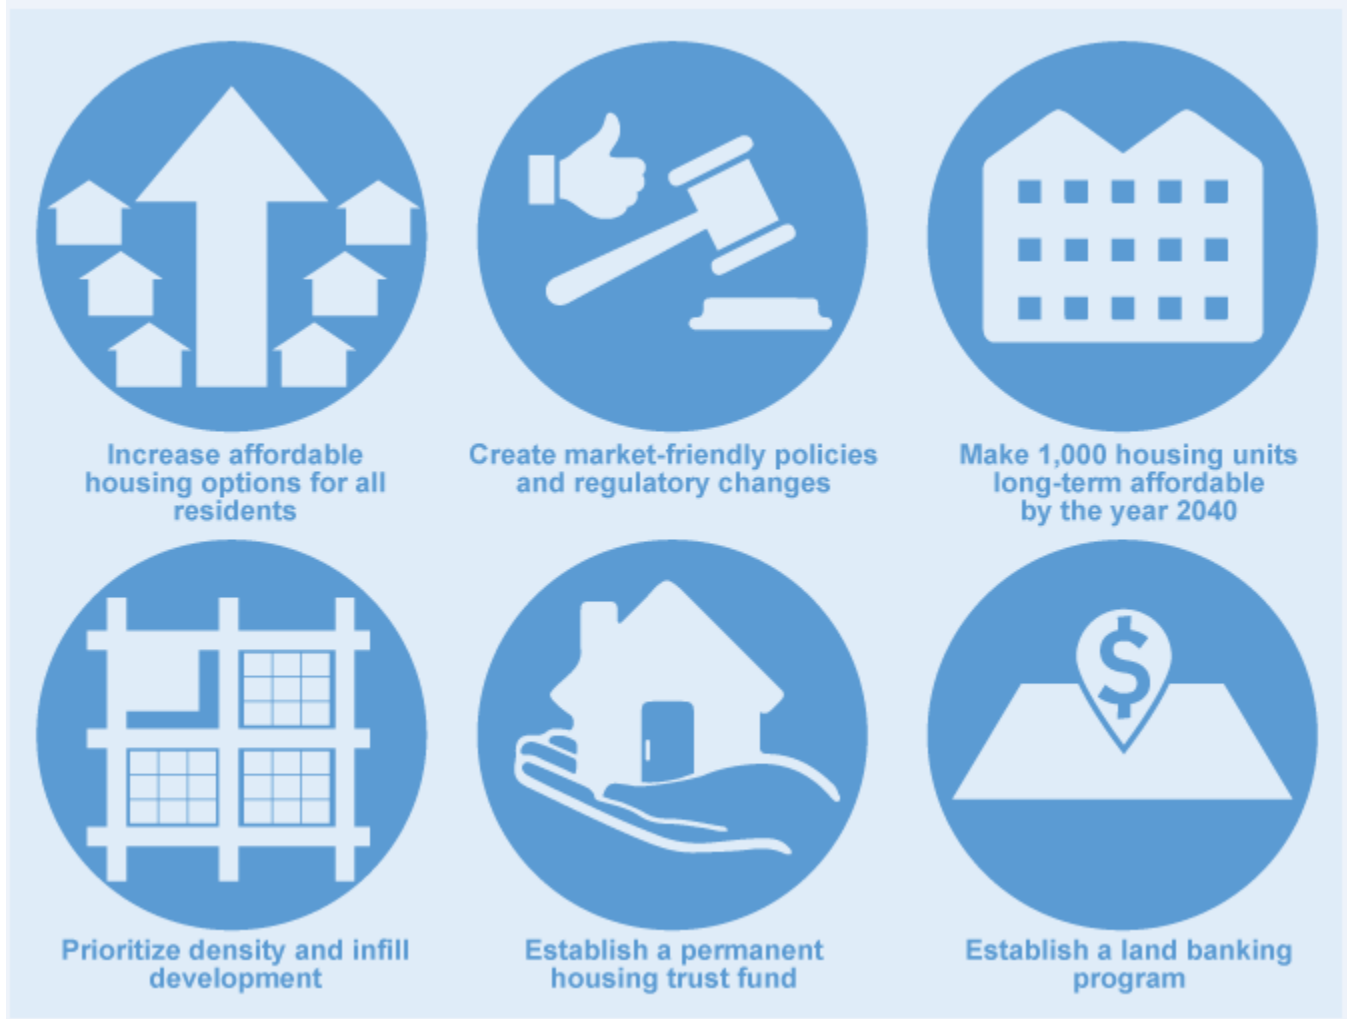 Increase affordable
housing options for all
residents
Create market-friendly policies
and regulatory changes
Make 1,000 housing units
long-term affordable
by the year 2040
$
Prioritize density and infill
development
Establish a permanent
housing trust fund
Establish a land banking
program